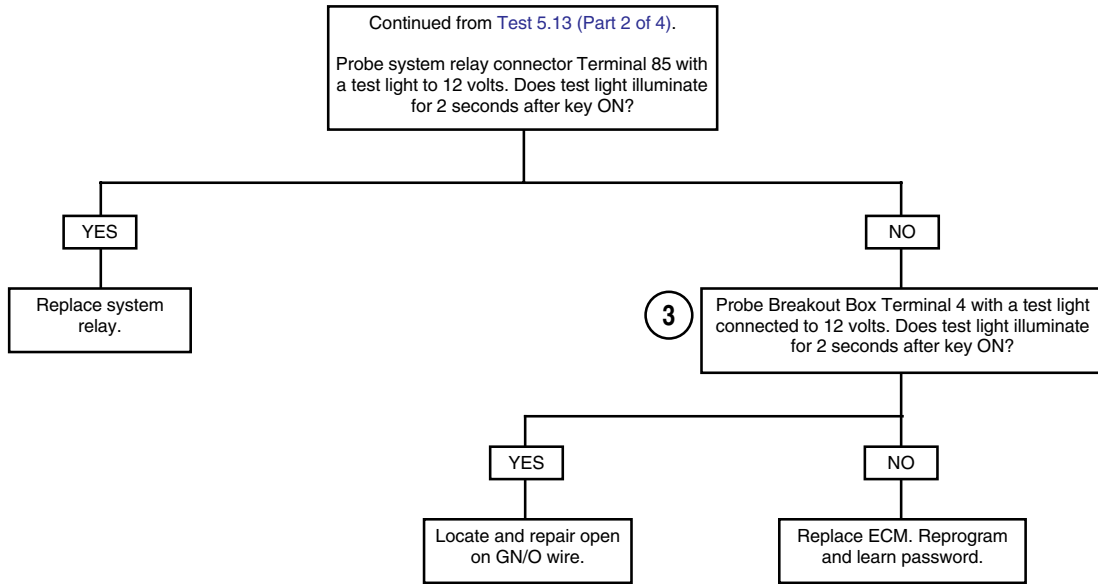 Continued from Test 5.13 (Part 2 of 4).
Probe system relay connector Terminal 85 with
a test light to 12 volts. Does test light illuminate
for 2 seconds after key ON?
YES
NO
Replace system
relay.
3
Probe Breakout Box Terminal 4 with a test light
connected to 12 volts. Does test light illuminate
for 2 seconds after key ON?
YES
NO
Locate and repair open
on GN/O wire.
Replace ECM. Reprogram
and learn password.